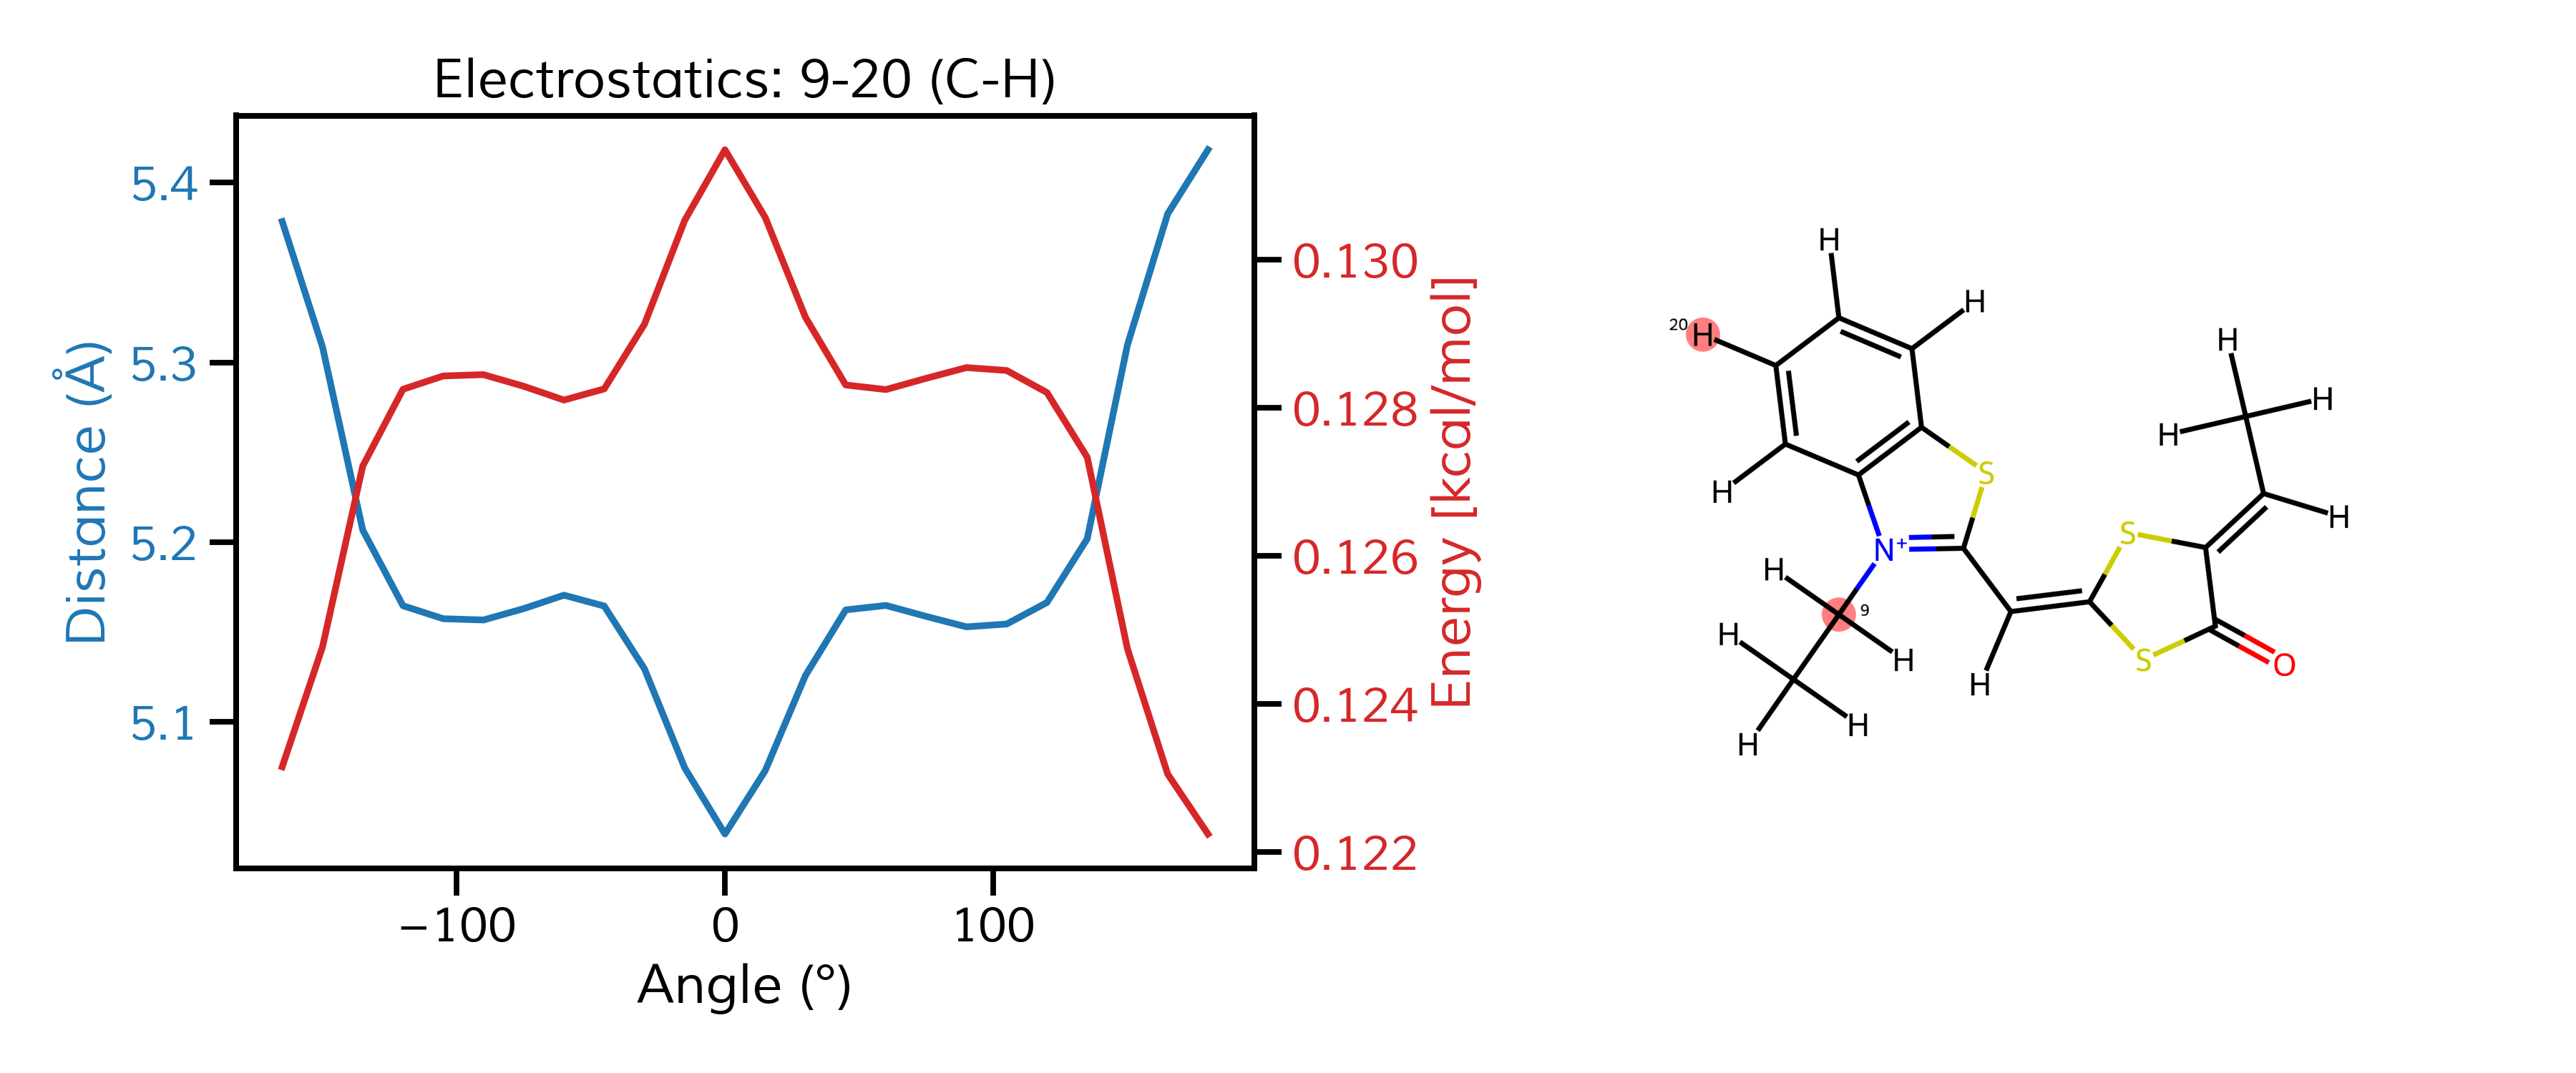 Electrostatics: 9-20 (C-H)
5.4
5.3
5.2
5.1
Distance (Å)
0.130
0.128
0.126
0.124
0.122
Energy [kcal/mol]
−100
0
100
Angle (°)
H
H
20 H
H
H
H
H
H
S
H
S
N+
H
9
H
H
S
O
H
H
H